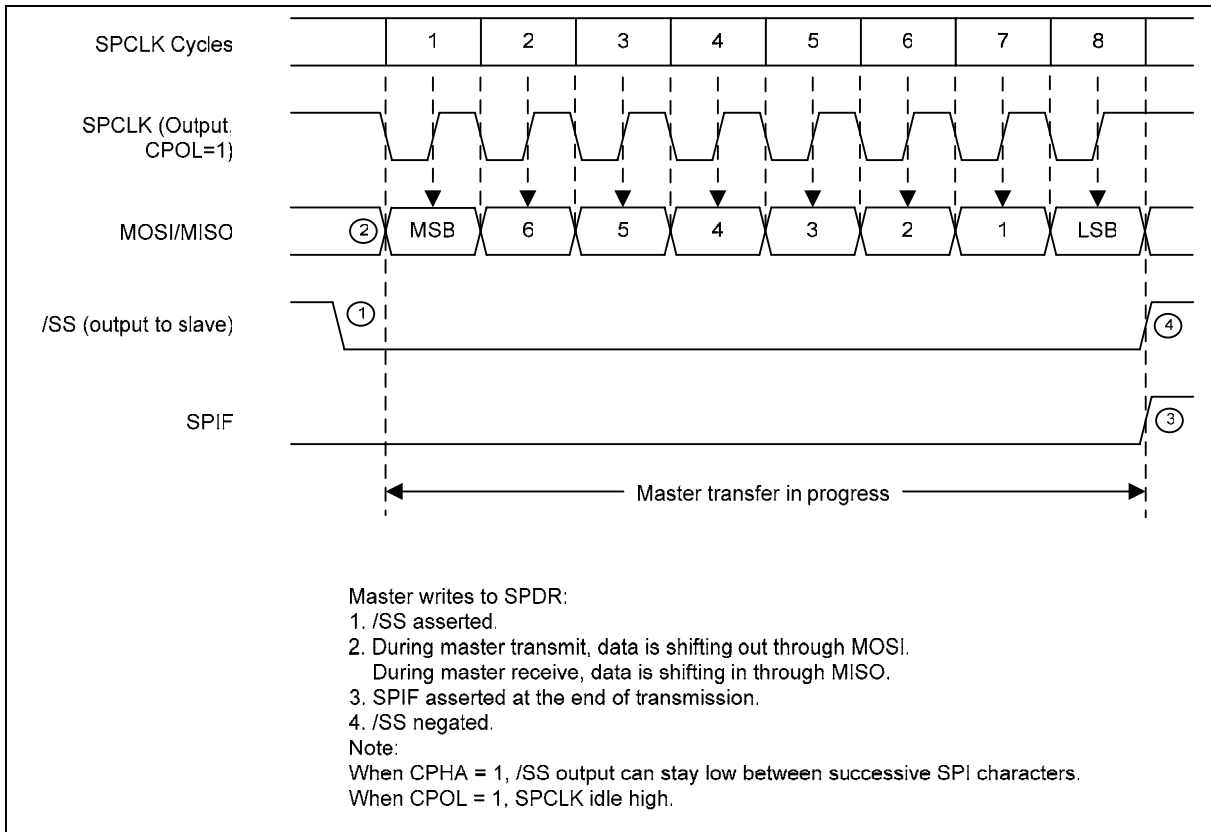 SPCLK Cycles
1 2 3 4 5 6 7 8
SPCLK (Output,
CPOL=1)
MOSI/MISO
2 MSB 6 5 4 3 2 1 LSB
/SS (output to slave)
1
4
SPIF
3
Master transfer in progress
Master writes to SPDR:
1. /SS asserted.
2. During master transmit, data is shifting out through MOSI.
During master receive, data is shifting in through MISO.
3. SPIF asserted at the end of transmission.
4. /SS negated.
Note:
When CPHA = 1, /SS output can stay low between successive SPI characters.
When CPOL = 1, SPCLK idle high.